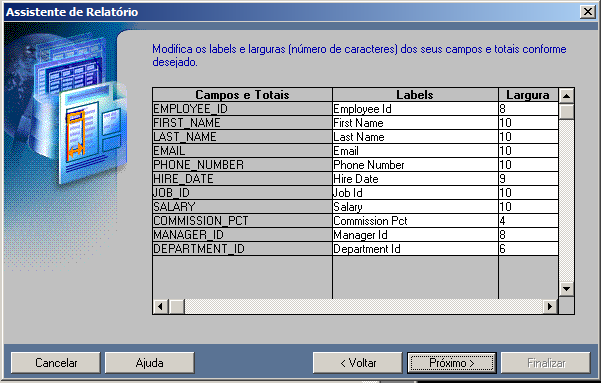 Assistente de Relatório
Modifica os labels e larguras (número de caracteres) dos seus campos e totais conforme
desejado.
Campos e Totais Labels Largura
EMPLOYEE_ID Employee Id 8
FIRST_NAME First Name 10
LAST_NAME Last Name 10
EMAIL Email 10
PHONE_NUMBER Phone Number 10
HIRE_DATE Hire Date 9
JOB_ID Job Id 10
SALARY Salary 10
COMMISSION_PCT Commission Pct 4
MANAGER_ID Manager Id 8
DEPARTMENT_ID Department Id 6
Cancelar Ajuda < Voltar Próximo > Finalizar